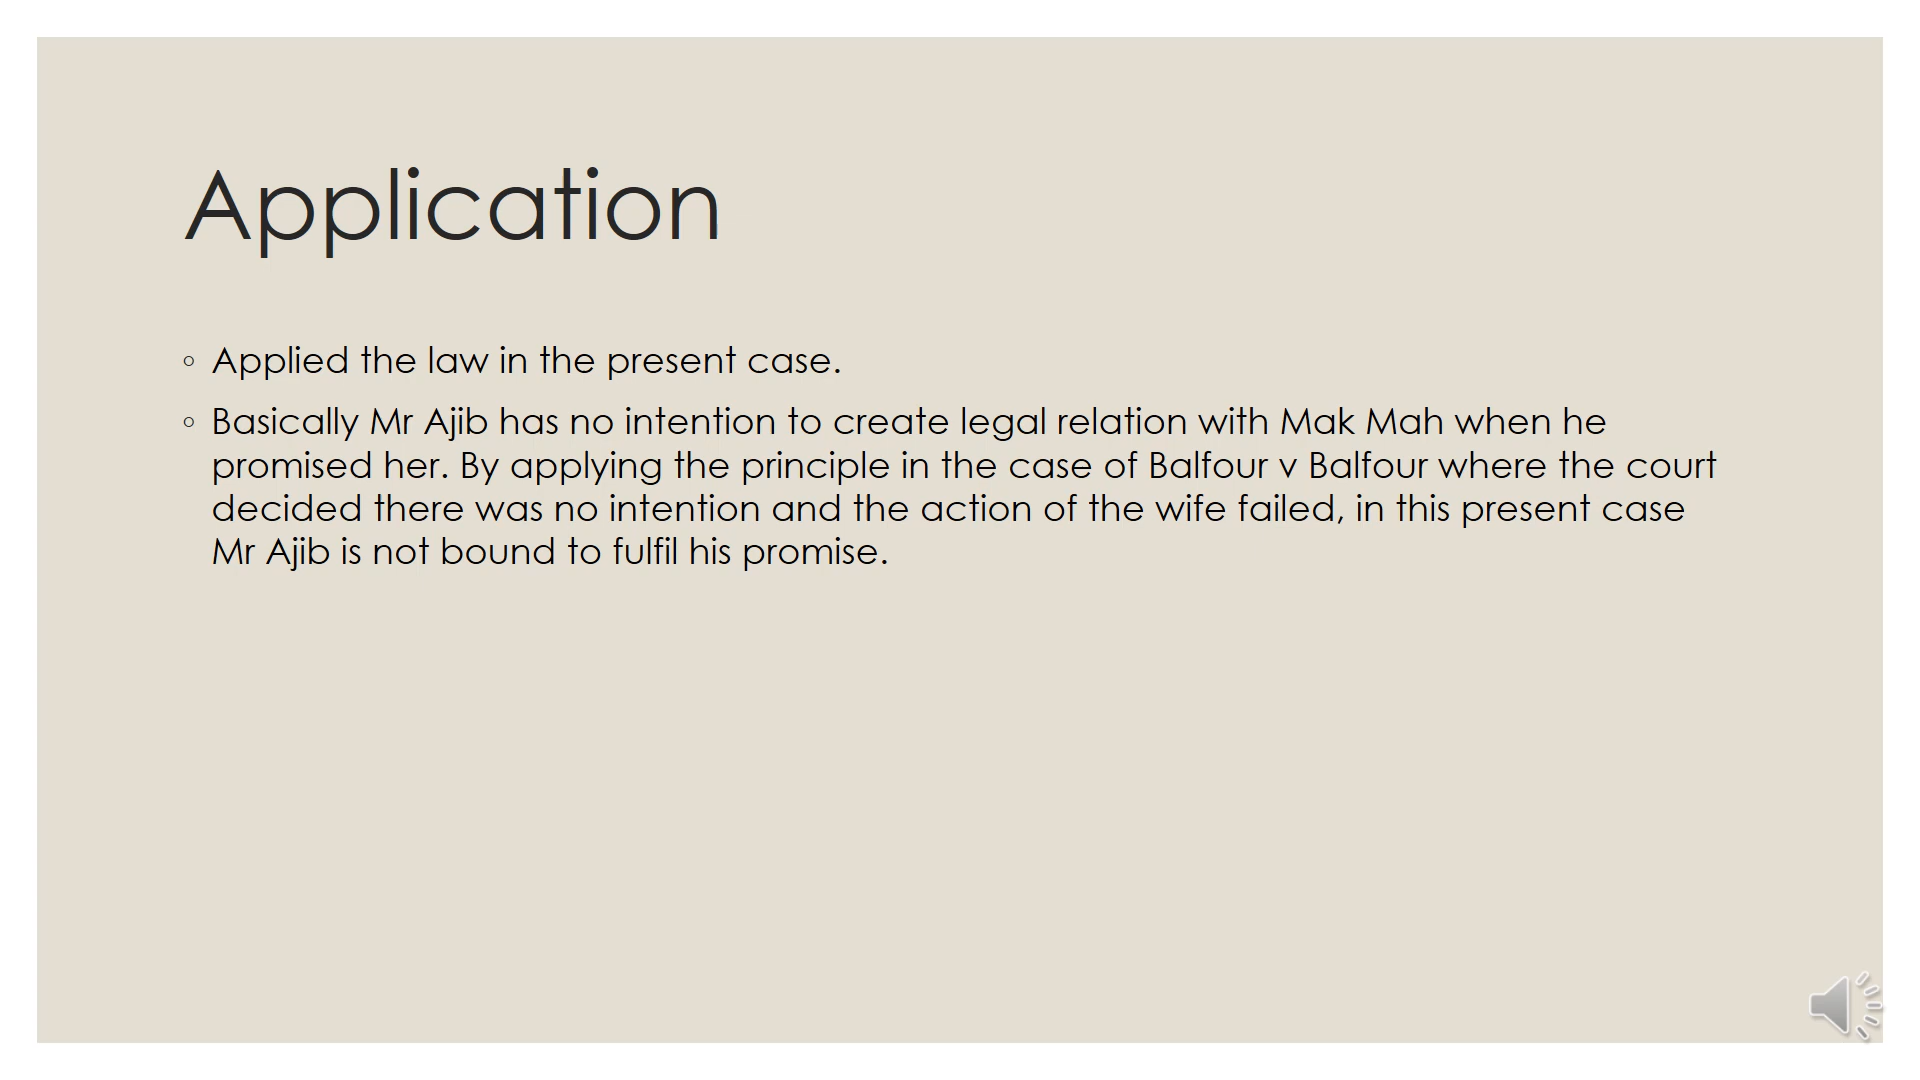 Application
◦ Applied the law in the present case.
◦ Basically Mr Ajib has no intention to create legal relation with Mak Mah when he
promised her. By applying the principle in the case of Balfour v Balfour where the court
decided there was no intention and the action of the wife failed, in this present case
Mr Ajib is not bound to fulfil his promise.